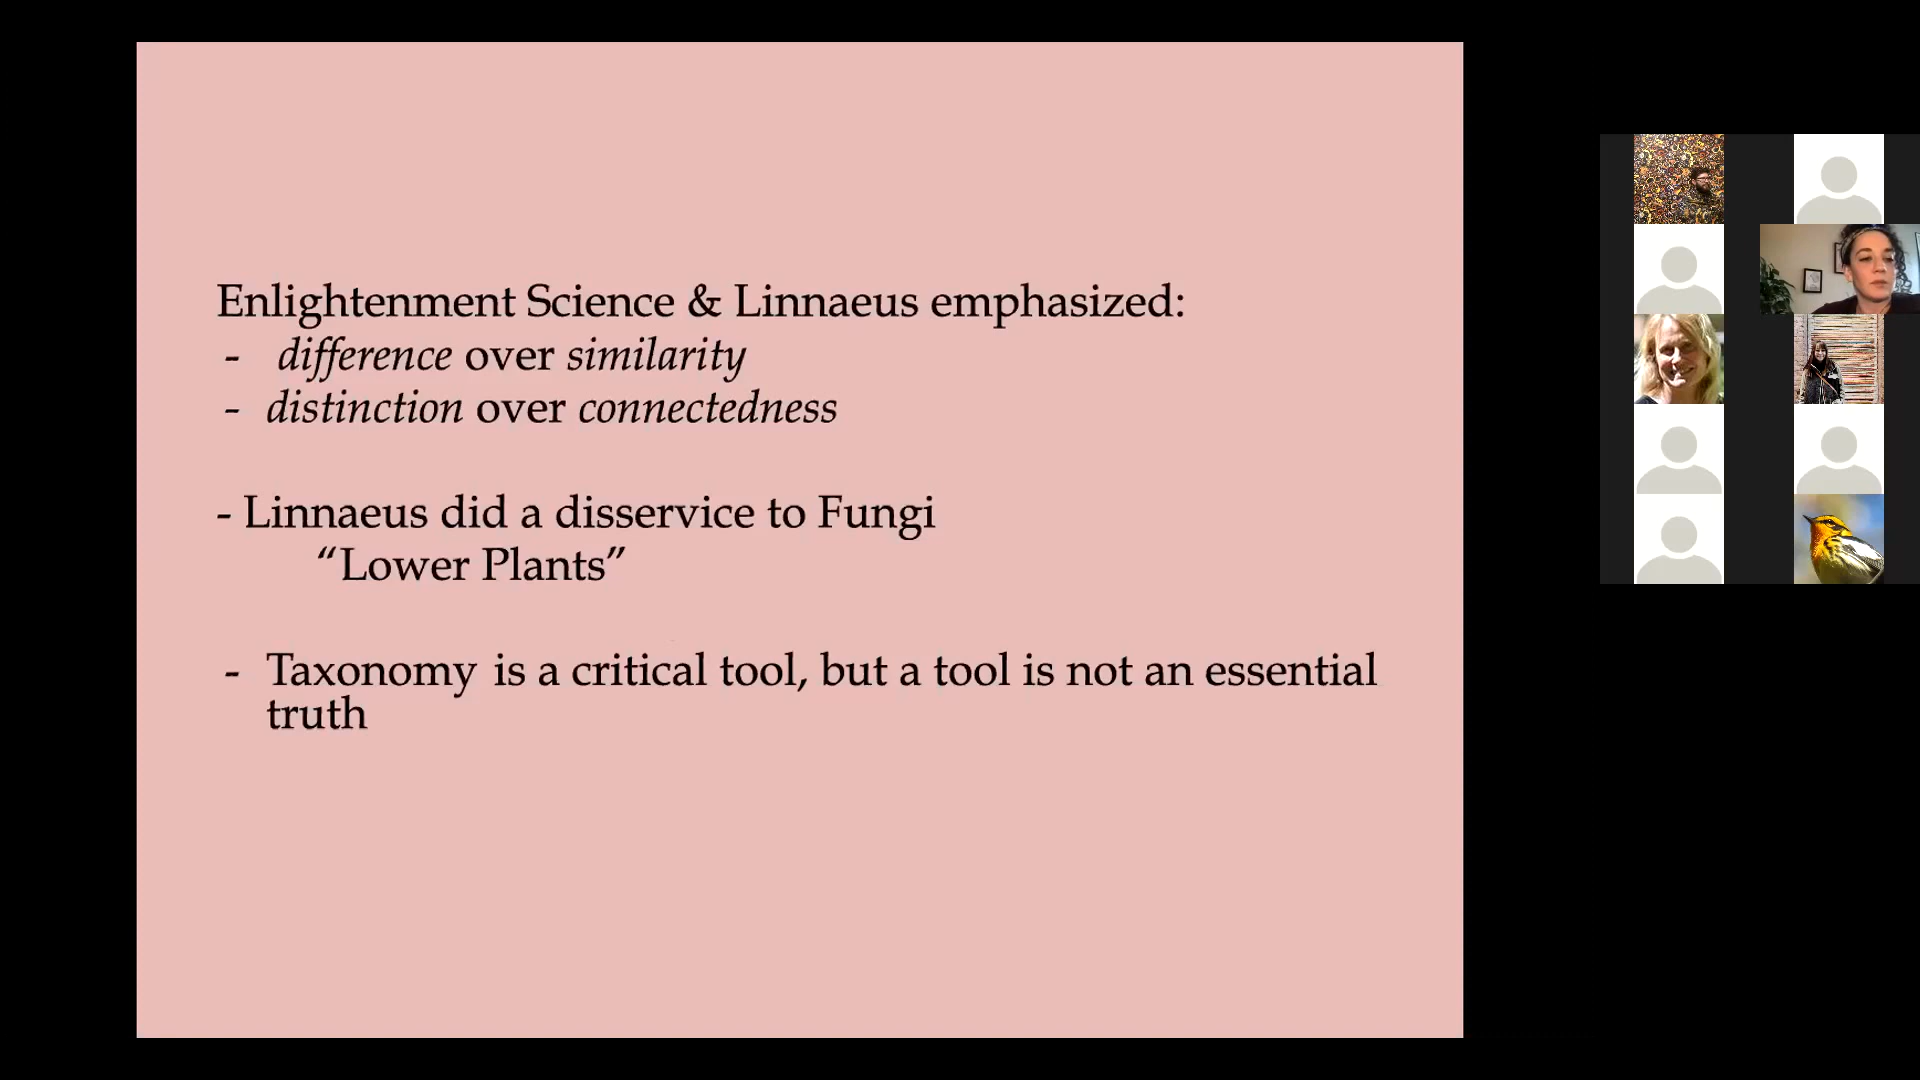 Enlightenment Science & Linnaeus emphasized:
- difference over similarity
- distinction over connectedness
- Linnaeus did a disservice to Fungi
“Lower Plants”
- Taxonomy is a critical tool, but a tool is not an essential
truth